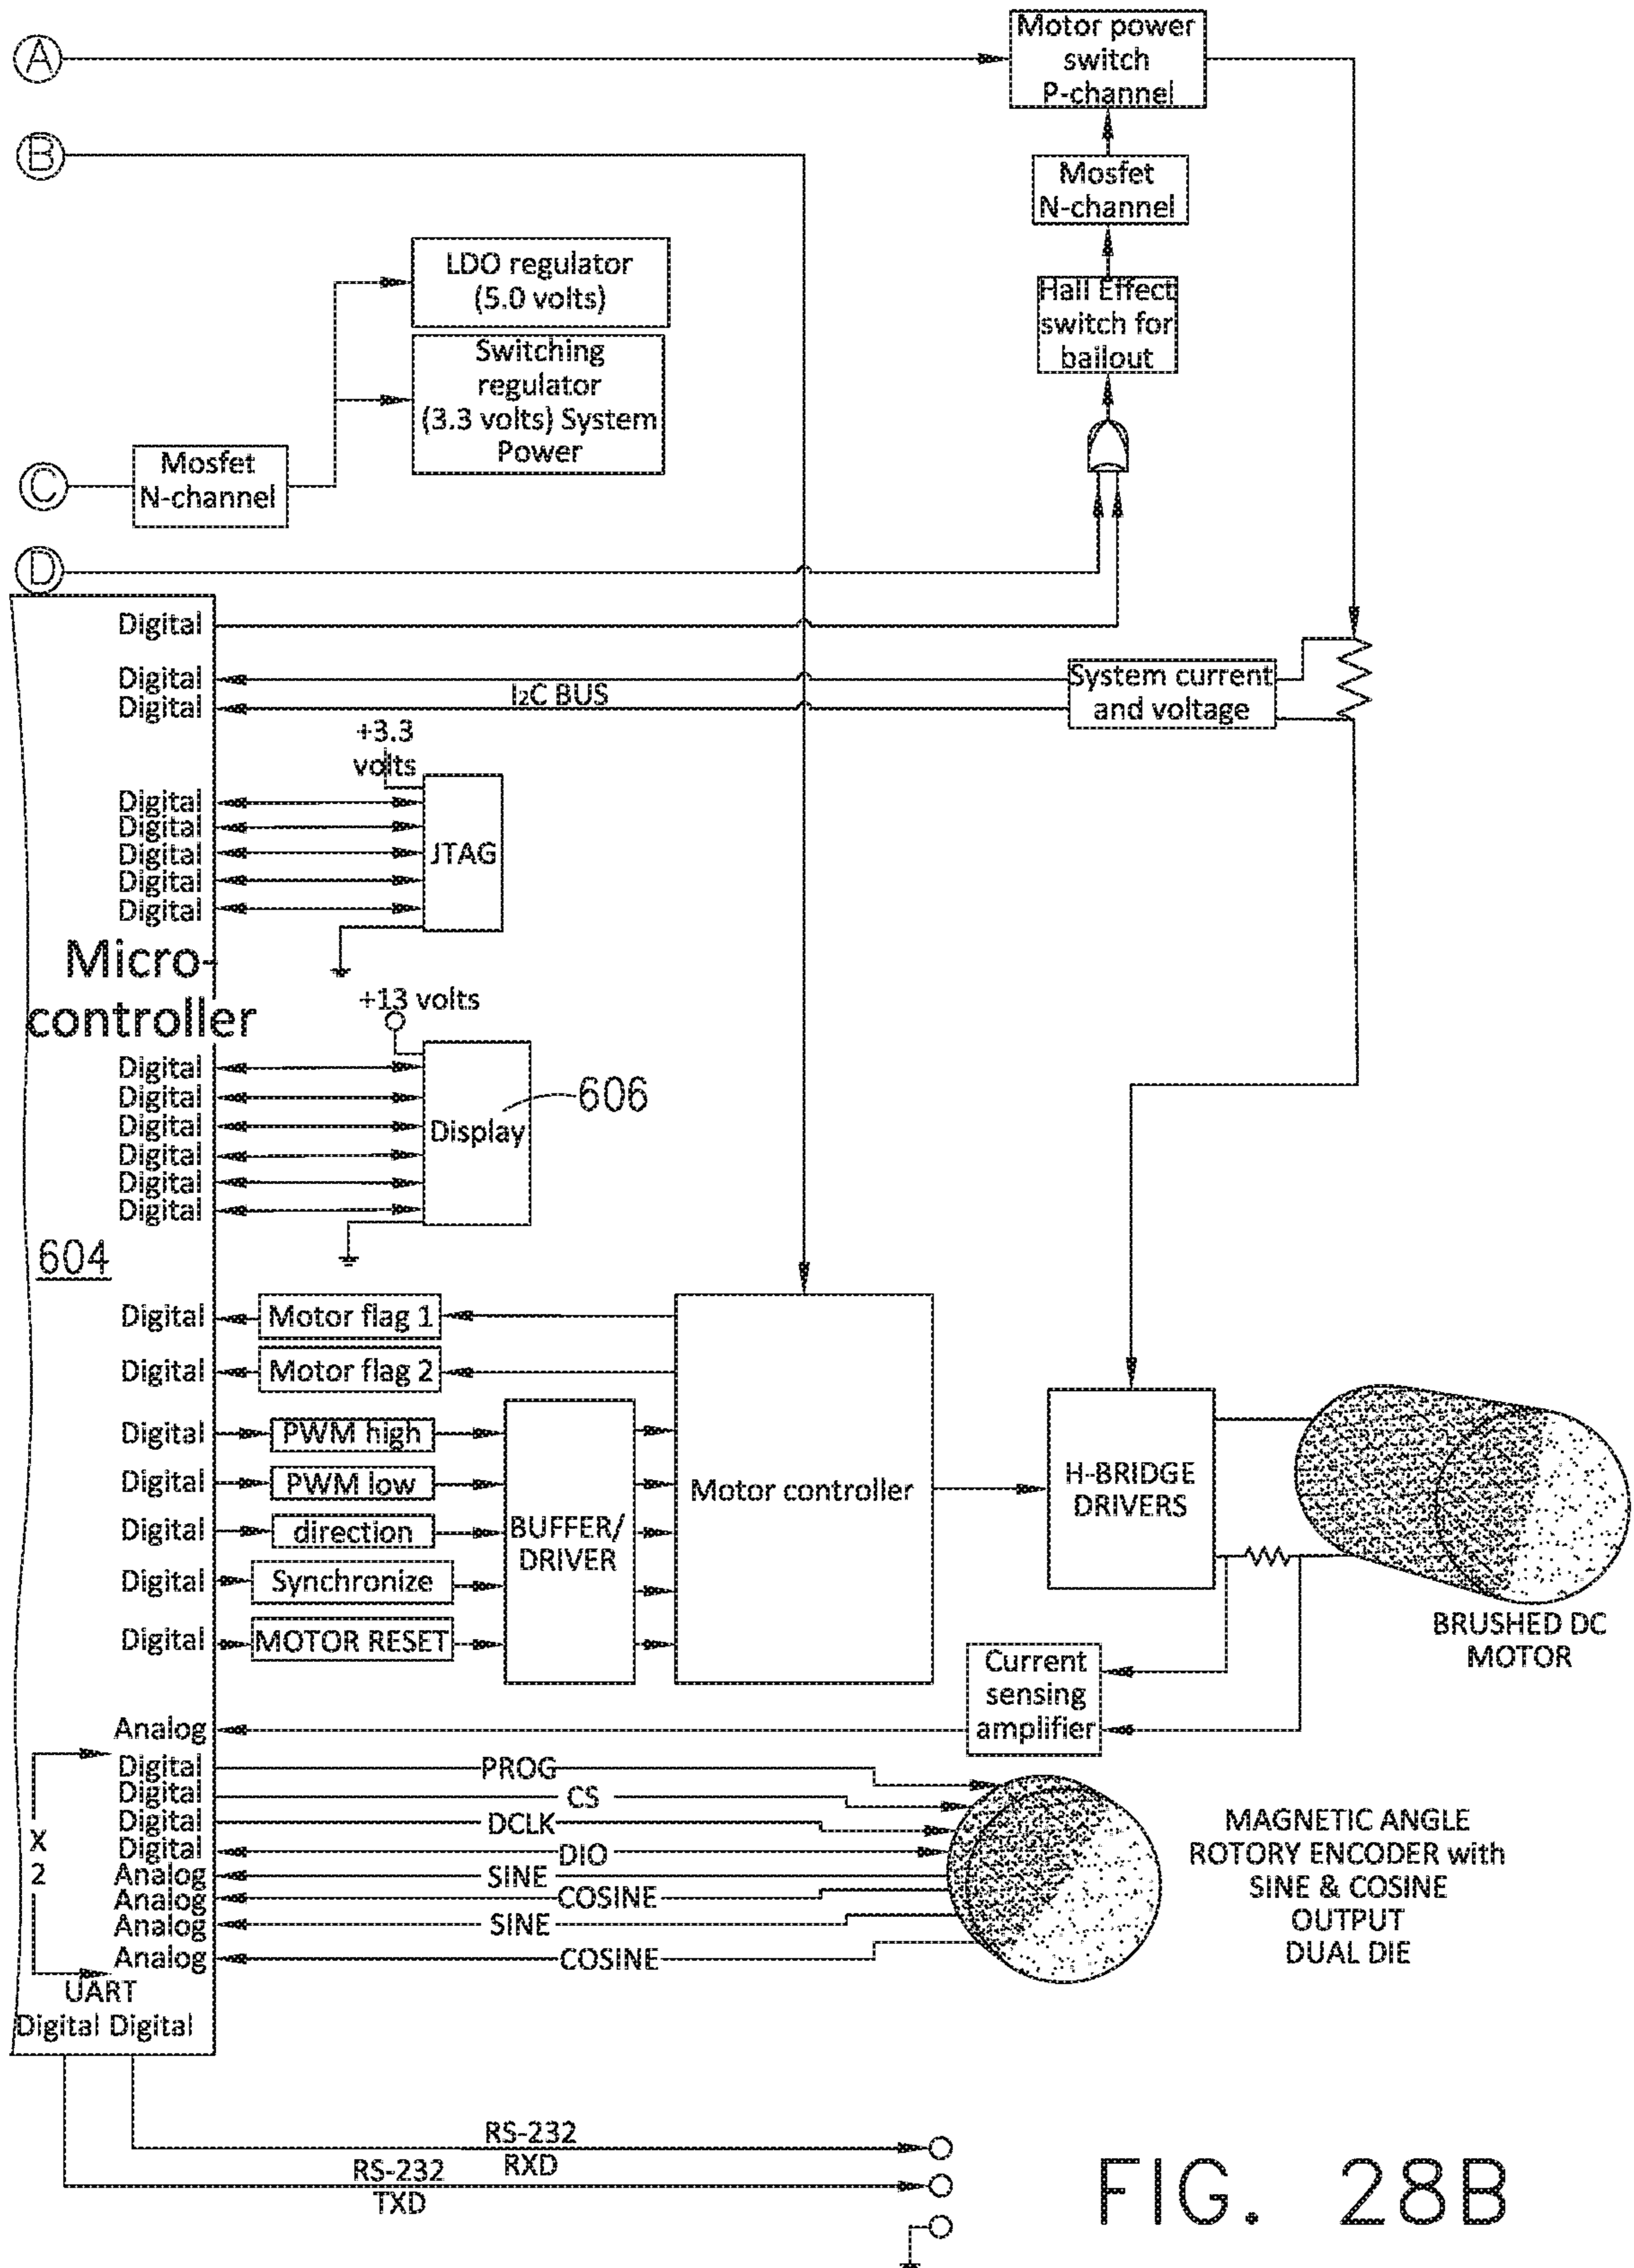 A
Motor power
switch
P-channel
B
Mosfet
N-channel
LDO regulator
(5.0 volts)
Hall Effect
switch for
bailout
Switching
regulator
(3.3 volts) System
Power
C
Mosfet
N-channel
D
Digital
Digital
Digital
I2C BUS
System current
and voltage
+3.3
volts
Digital
Digital
Digital
Digital
Digital
JTAG
Micro-
controller
+13 volts
Digital
Digital
Digital
Digital
Digital
Digital
Display
606
604
Digital
Motor flag 1
Digital
Motor flag 2
Digital
PWM high
Digital
PWM low
Digital
direction
Digital
Synchronize
Digital
MOTOR RESET
BUFFER/
DRIVER
Motor controller
H-BRIDGE
DRIVERS
BRUSHED DC
MOTOR
Current
sensing
amplifier
Analog
Digital
PROG
Digital
CS
Digital
DCLK
Digital
DIO
Analog
SINE
Analog
COSINE
Analog
SINE
Analog
COSINE
X
2
MAGNETIC ANGLE
ROTORY ENCODER with
SINE & COSINE
OUTPUT
DUAL DIE
UART
Digital Digital
RS-232
RXD
RS-232
TXD
FIG. 28B